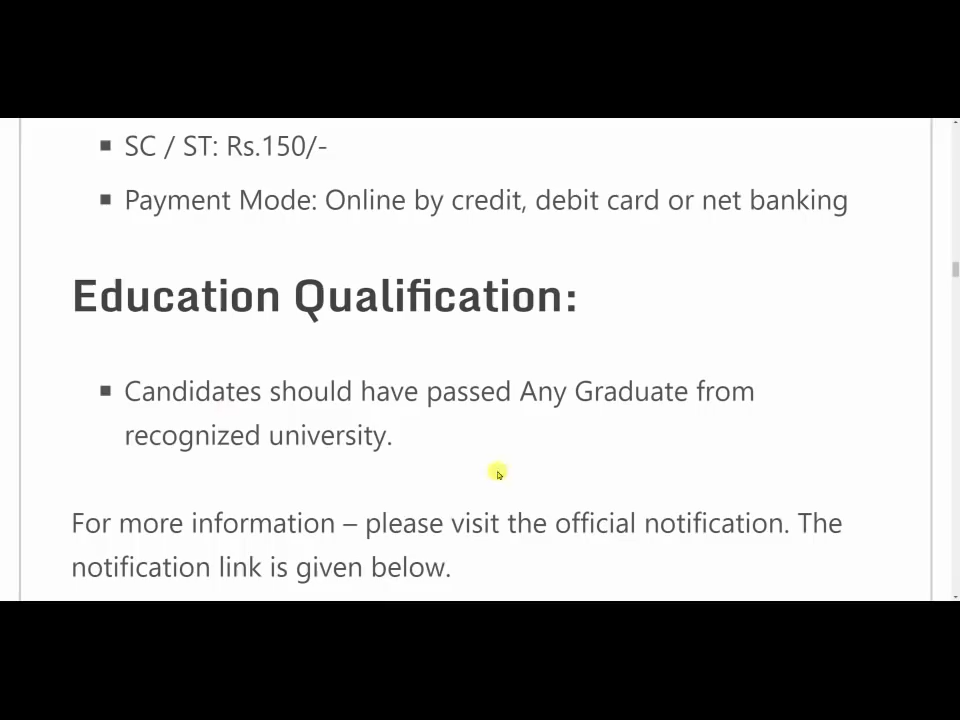 SC / ST: Rs.150/-
Payment Mode: Online by credit, debit card or net banking
Education Qualification:
Candidates should have passed Any Graduate from
recognized university.
For more information – please visit the official notification. The
notification link is given below.